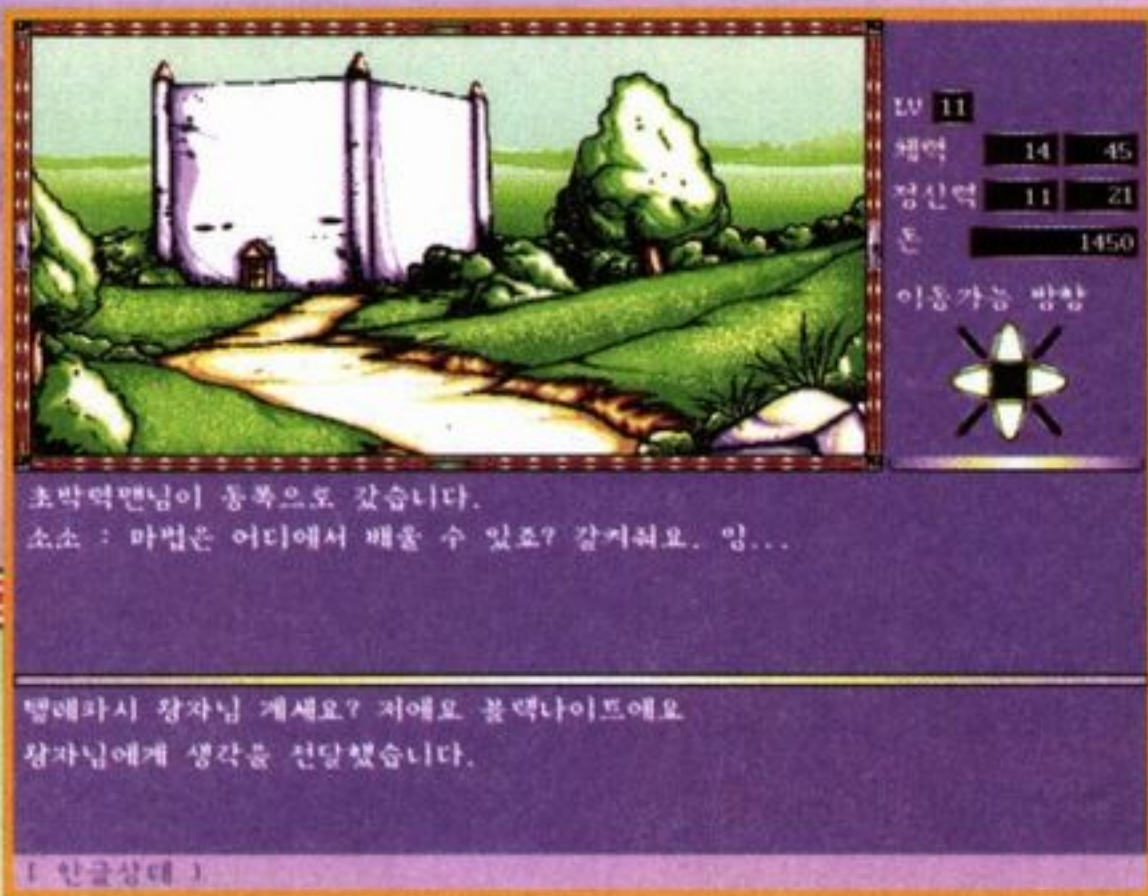 LV 11
체력 14 45
정신력 11 21
돈 1450
이동가능 방향
초박력맨님이 동쪽으로 갔습니다.
소소 : 마법은 어디에서 배울 수 있죠? 갈켜줘요. 잉...
텔레파시 왕자님 계세요? 저에요 블랙나이트에요
왕자님에게 생각을 전달했습니다.
[ 한글상태 ]